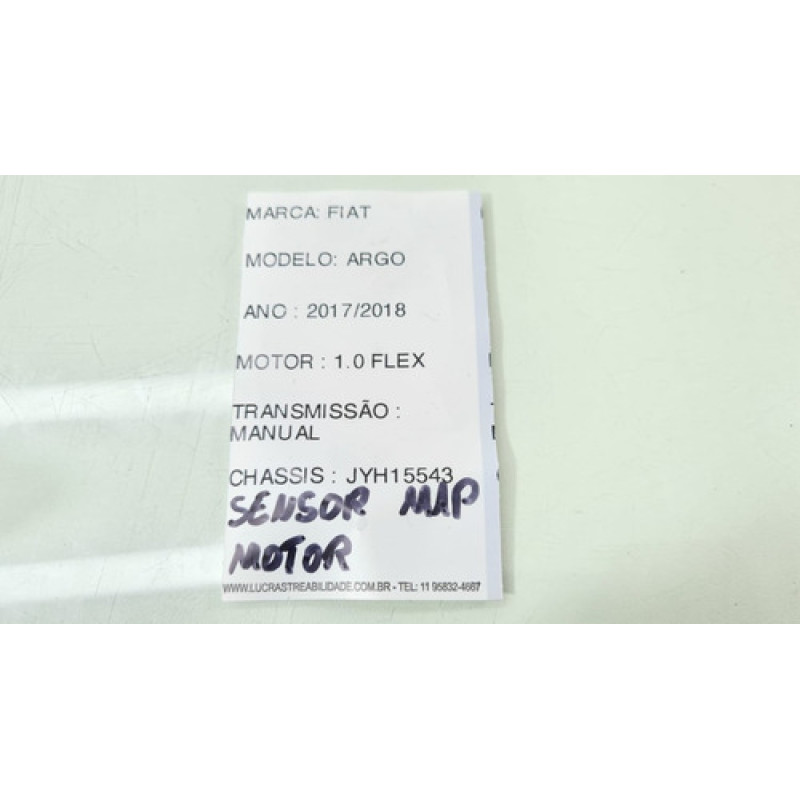 MARCA: FIAT
MODELO: ARGO
ANO : 2017/2018
MOTOR : 1.0 FLEX
TRANSMISSÃO :
MANUAL
CHASSIS : JYH15543
SENSOR MAP
MOTOR
WWW.LUCRASTREABILIDADE.COM.BR - TEL: 11 95832-4667